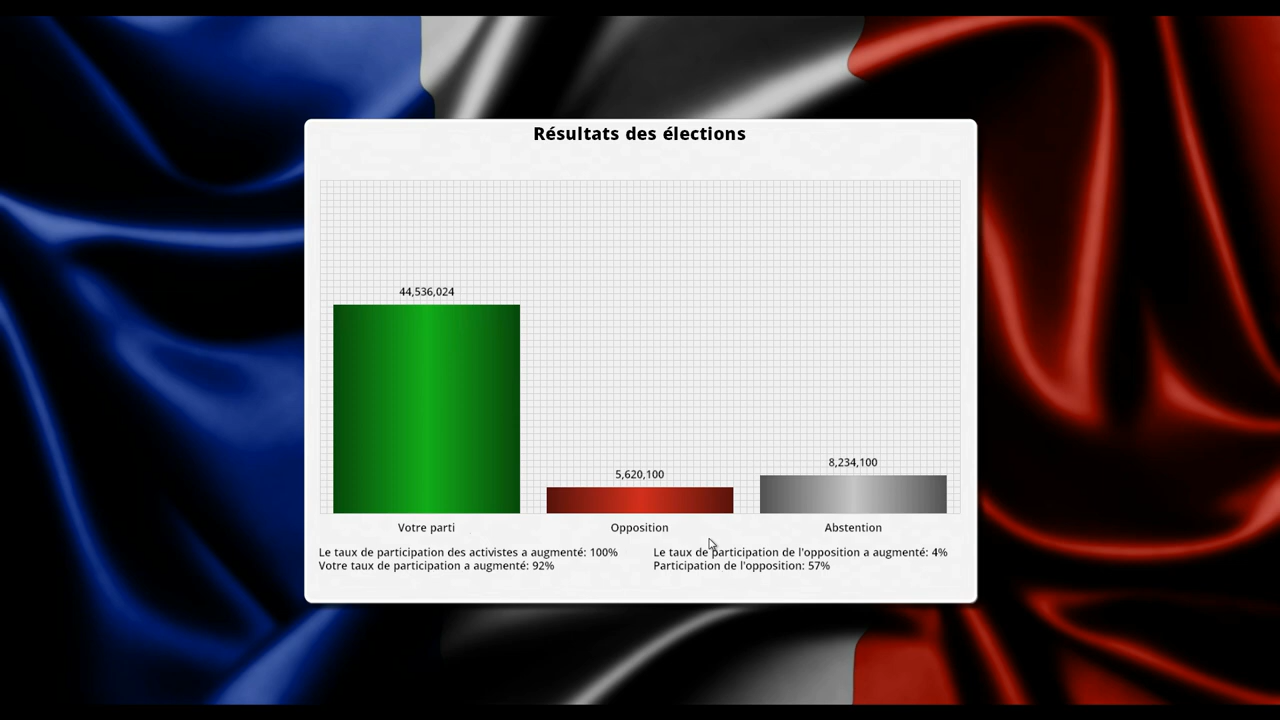 Résultats des élections
44,536,024
5,620,100
8,234,100
Votre parti
Opposition
Abstention
Le taux de participation des activistes a augmenté: 100%
Votre taux de participation a augmenté: 92%
Le taux de participation de l'opposition a augmenté: 4%
Participation de l'opposition: 57%